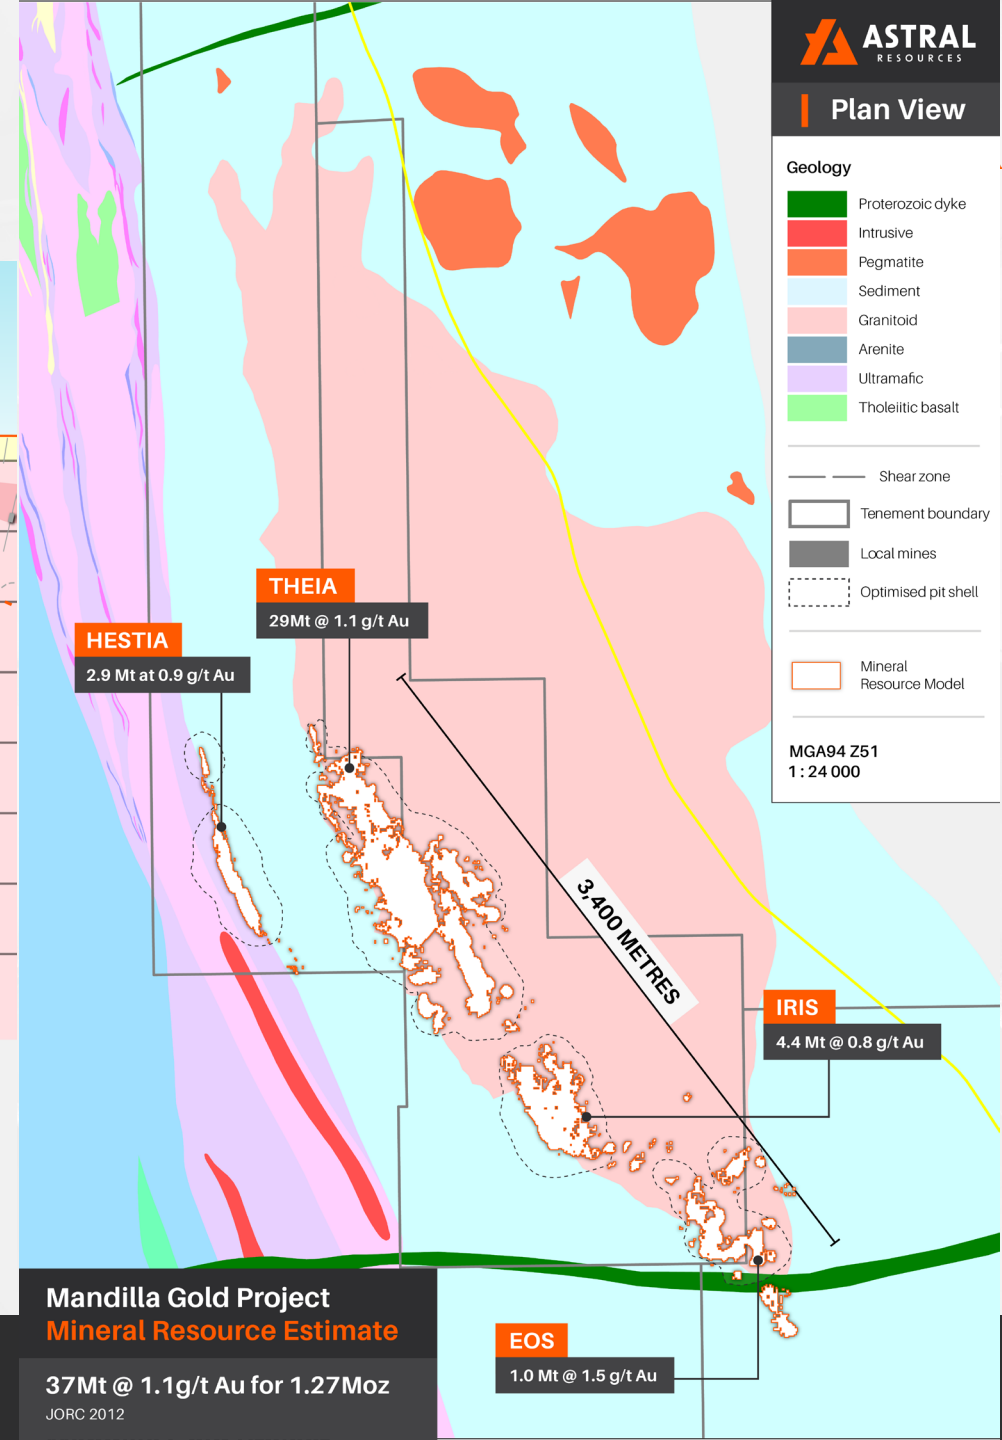 ASTRAL
RESOURCES
Plan View
Geology
Proterozoic dyke
Intrusive
Pegmatite
Sediment
Granitoid
Arenite
Ultramafic
Tholeiitic basalt
Shear zone
Tenement boundary
Local mines
Optimised pit shell
Mineral
Resource Model
MGA94 Z51
1 : 24 000
THEIA
29Mt @ 1.1 g/t Au
HESTIA
2.9 Mt at 0.9 g/t Au
3,400 METRES
IRIS
4.4 Mt @ 0.8 g/t Au
EOS
1.0 Mt @ 1.5 g/t Au
Mandilla Gold Project
Mineral Resource Estimate
37Mt @ 1.1g/t Au for 1.27Moz
JORC 2012